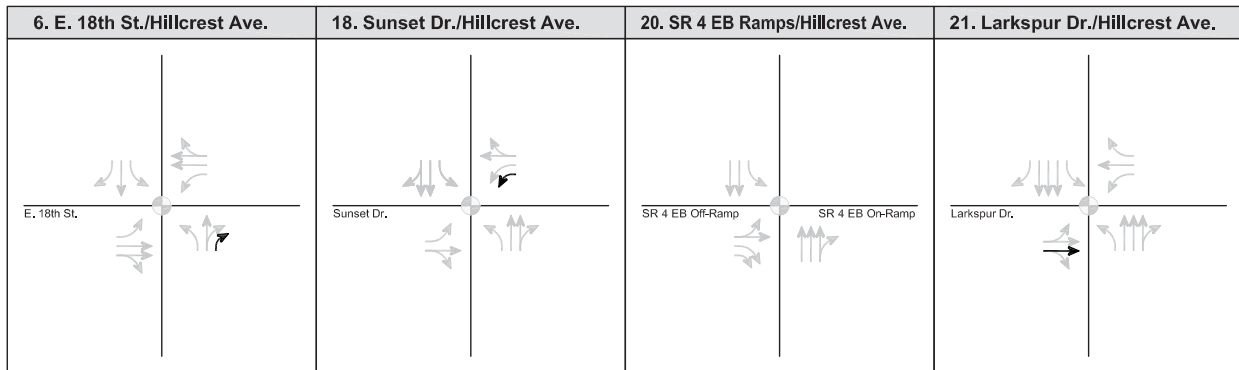 6. E. 18th St./Hillcrest Ave.
18. Sunset Dr./Hillcrest Ave.
20. SR 4 EB Ramps/Hillcrest Ave.
21. Larkspur Dr./Hillcrest Ave.
E. 18th St.
Sunset Dr.
SR 4 EB Off-Ramp
SR 4 EB On-Ramp
Larkspur Dr.